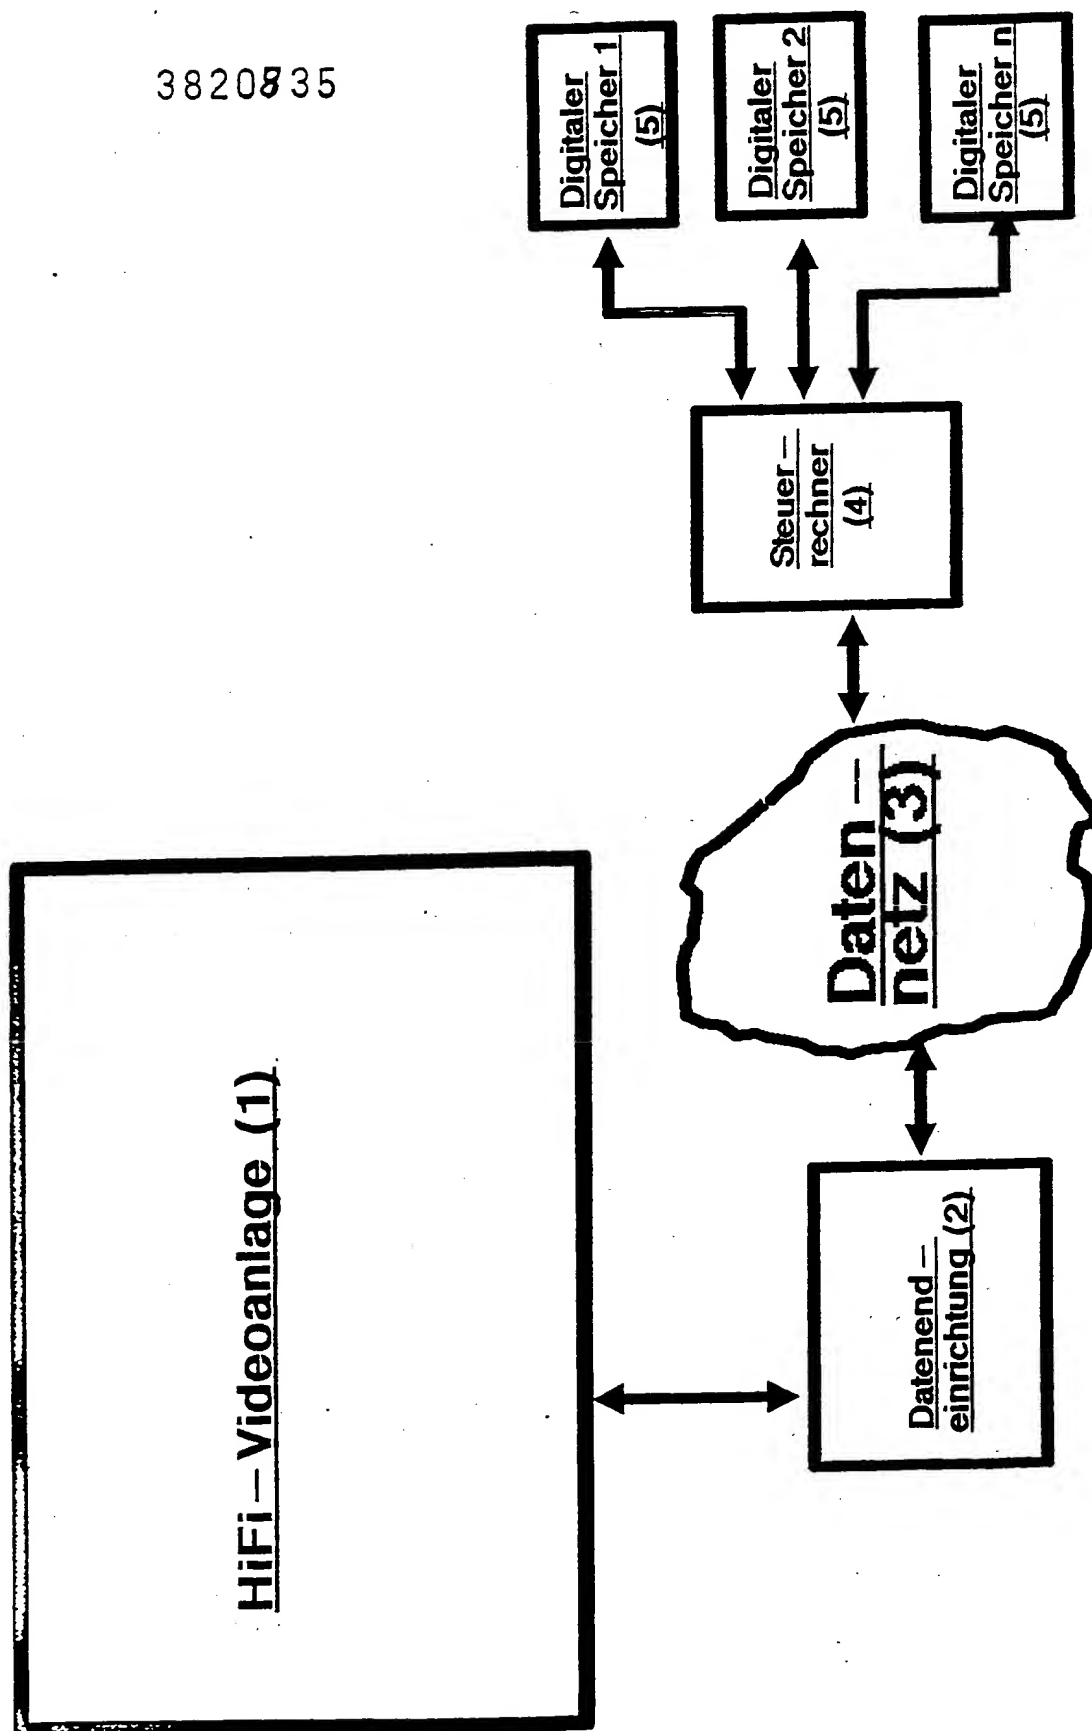 3820835
HiFi-Videoanlage (1)
Datenend-
einrichtung (2)
Daten-
netz (3)
Steuer-
rechner
(4)
Digitaler
Speicher 1
(5)
Digitaler
Speicher 2
(5)
Digitaler
Speicher n
(5)